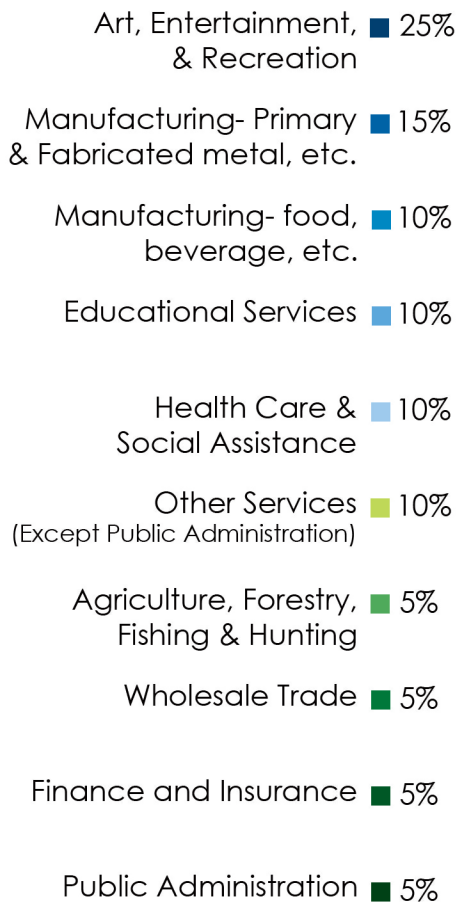 Art, Entertainment, 25%
& Recreation
Manufacturing- Primary 15%
& Fabricated metal, etc.
Manufacturing- food, 10%
beverage, etc.
Educational Services 10%
Health Care & 10%
Social Assistance
Other Services 10%
(Except Public Administration)
Agriculture, Forestry, 5%
Fishing & Hunting
Wholesale Trade 5%
Finance and Insurance 5%
Public Administration 5%